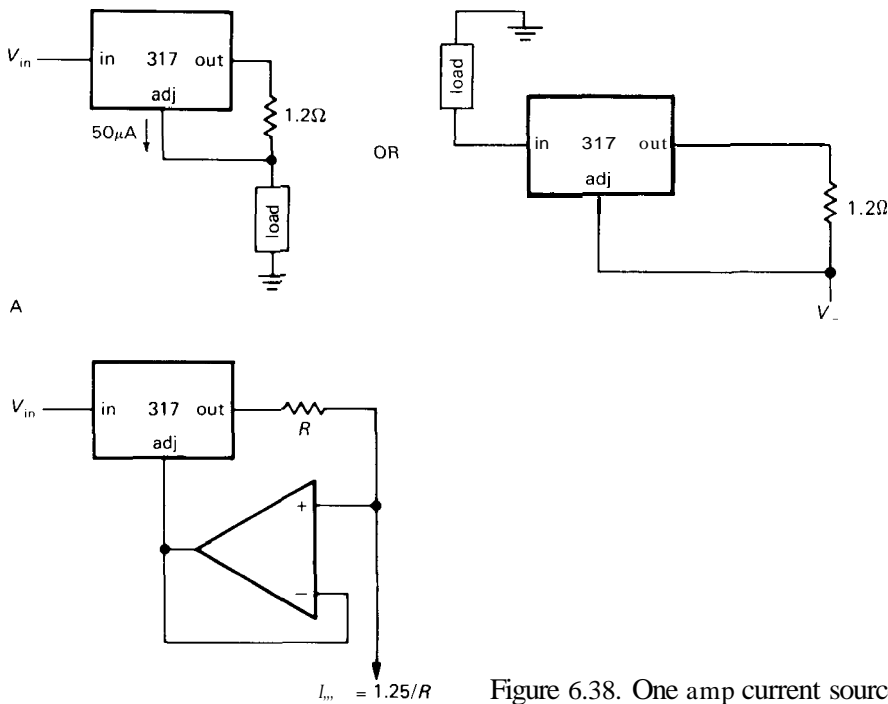 V_in in 317 out
adj
50μA
1.2Ω
load
A
OR
load
in 317 out
adj
1.2Ω
V_-
V_in in 317 out
adj
R
+
−
I,,, = 1.25/R
Figure 6.38. One amp current sourc